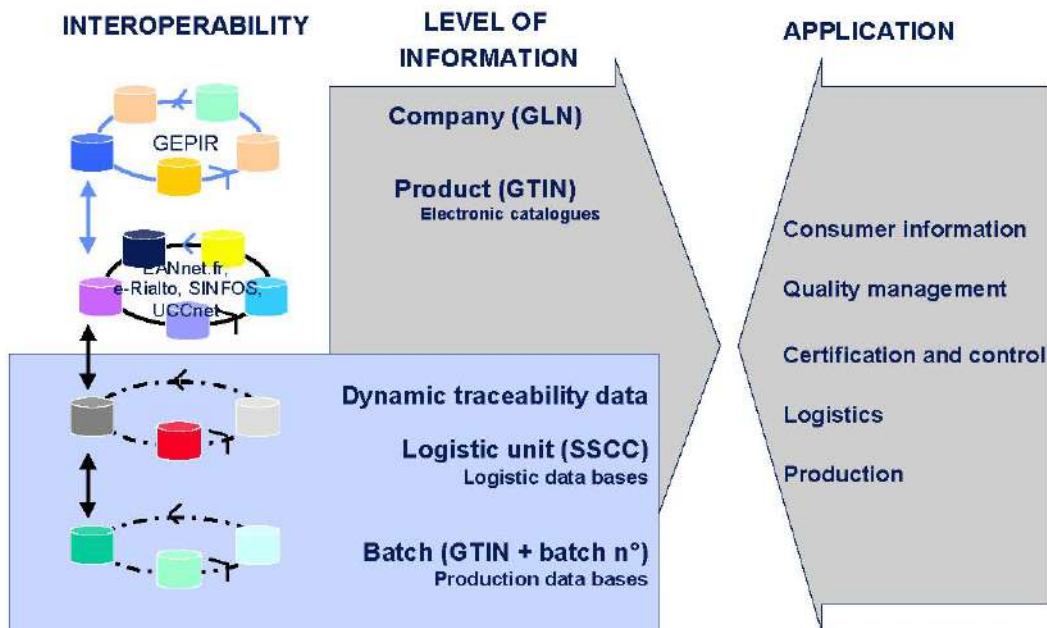 INTEROPERABILITY
LEVEL OF
INFORMATION
APPLICATION
GEPIR
EANnet.fr,
e-Rialto, SINFOS,
UCCnet
Company (GLN)
Product (GTIN)
Electronic catalogues
Dynamic traceability data
Logistic unit (SSCC)
Logistic data bases
Batch (GTIN + batch n°)
Production data bases
Consumer information
Quality management
Certification and control
Logistics
Production